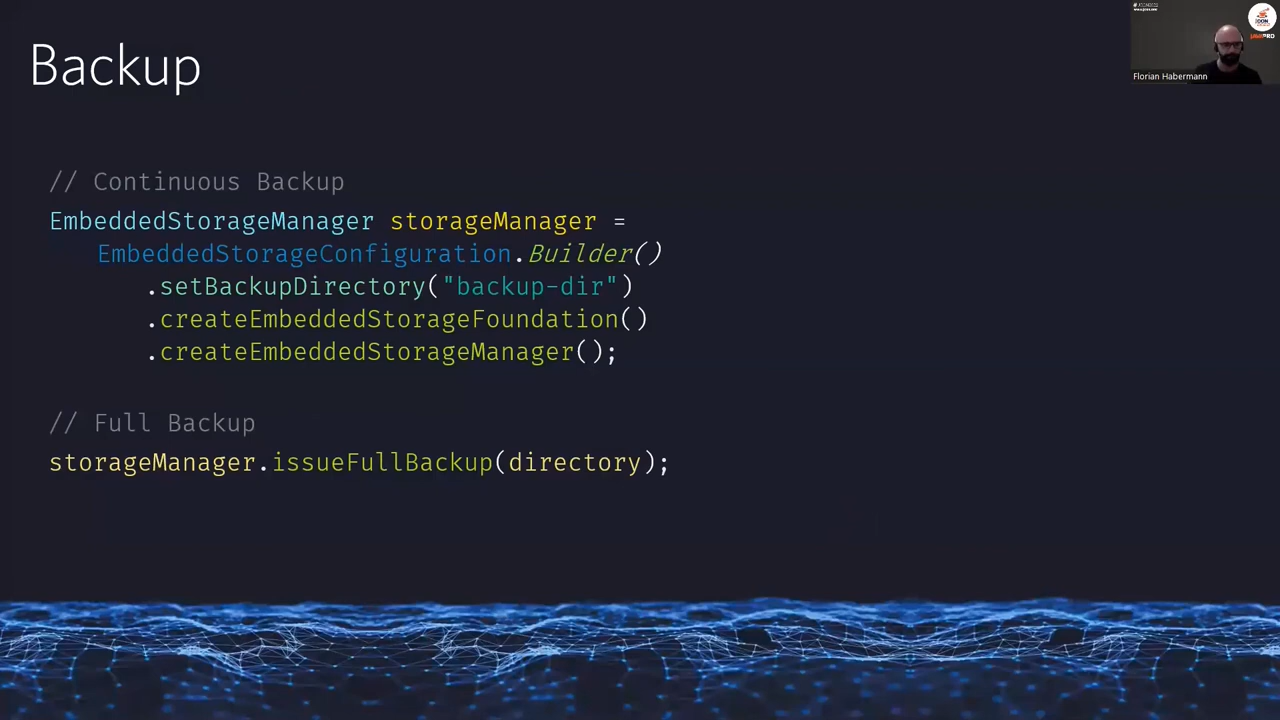 Backup
Florian Habermann
// Continuous Backup
EmbeddedStorageManager storageManager =
EmbeddedStorageConfiguration.Builder()
.setBackupDirectory("backup-dir")
.createEmbeddedStorageFoundation()
.createEmbeddedStorageManager();
// Full Backup
storageManager.issueFullBackup(directory);